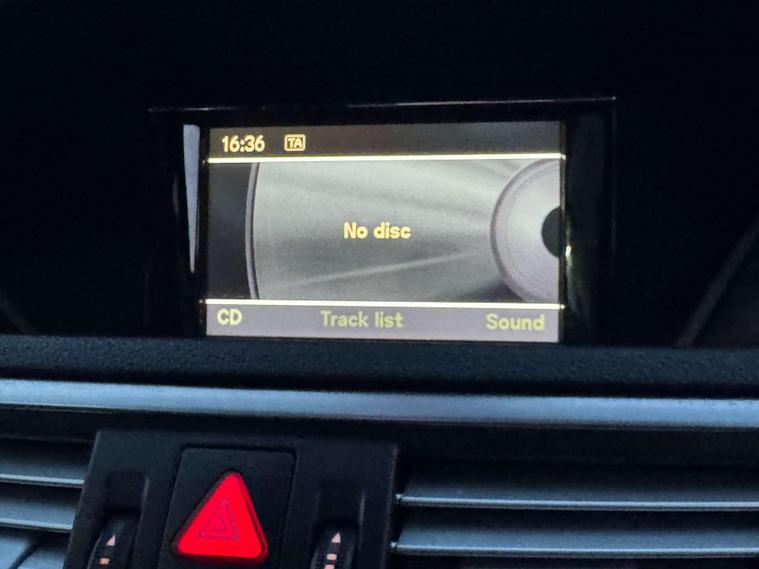 16:36 TA
No disc
CD Track list Sound